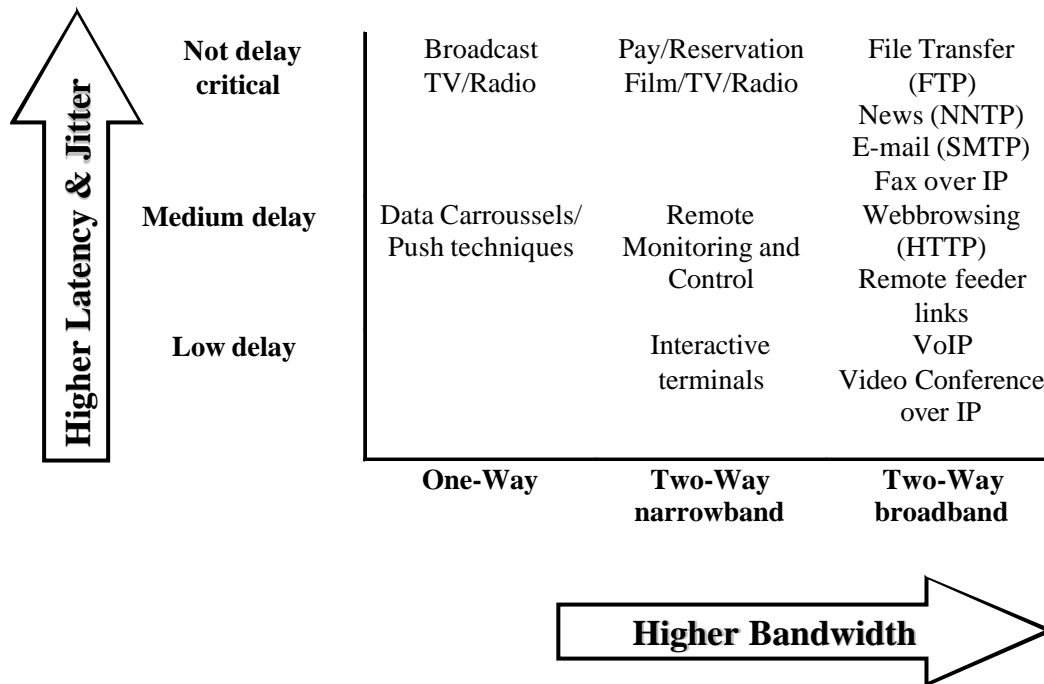 Higher Latency & Jitter
Not delay
critical
Broadcast
TV/Radio
Pay/Reservation
Film/TV/Radio
File Transfer
(FTP)
News (NNTP)
E-mail (SMTP)
Fax over IP
Medium delay
Data Carroussels/
Push techniques
Remote
Monitoring and
Control
Webbrowsing
(HTTP)
Remote feeder
links
Low delay
Interactive
terminals
VoIP
Video Conference
over IP
One-Way
Two-Way
narrowband
Two-Way
broadband
Higher Bandwidth